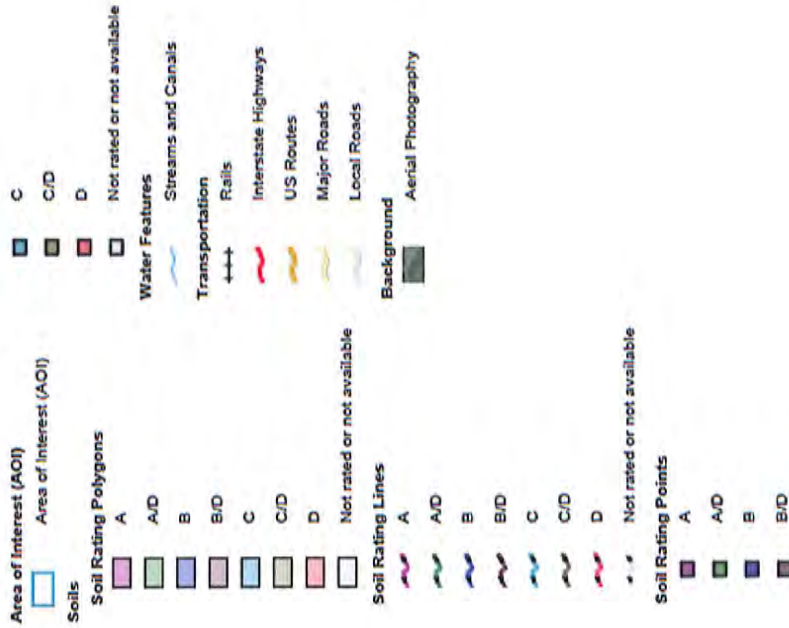 Area of Interest (AOI)
Area of Interest (AOI)
Soils
Soil Rating Polygons
A
A/D
B
B/D
C
C/D
D
Not rated or not available
Soil Rating Lines
A
A/D
B
B/D
C
C/D
D
Not rated or not available
Soil Rating Points
A
A/D
B
B/D
C
C/D
D
Not rated or not available
Water Features
Streams and Canals
Transportation
Rails
Interstate Highways
US Routes
Major Roads
Local Roads
Background
Aerial Photography